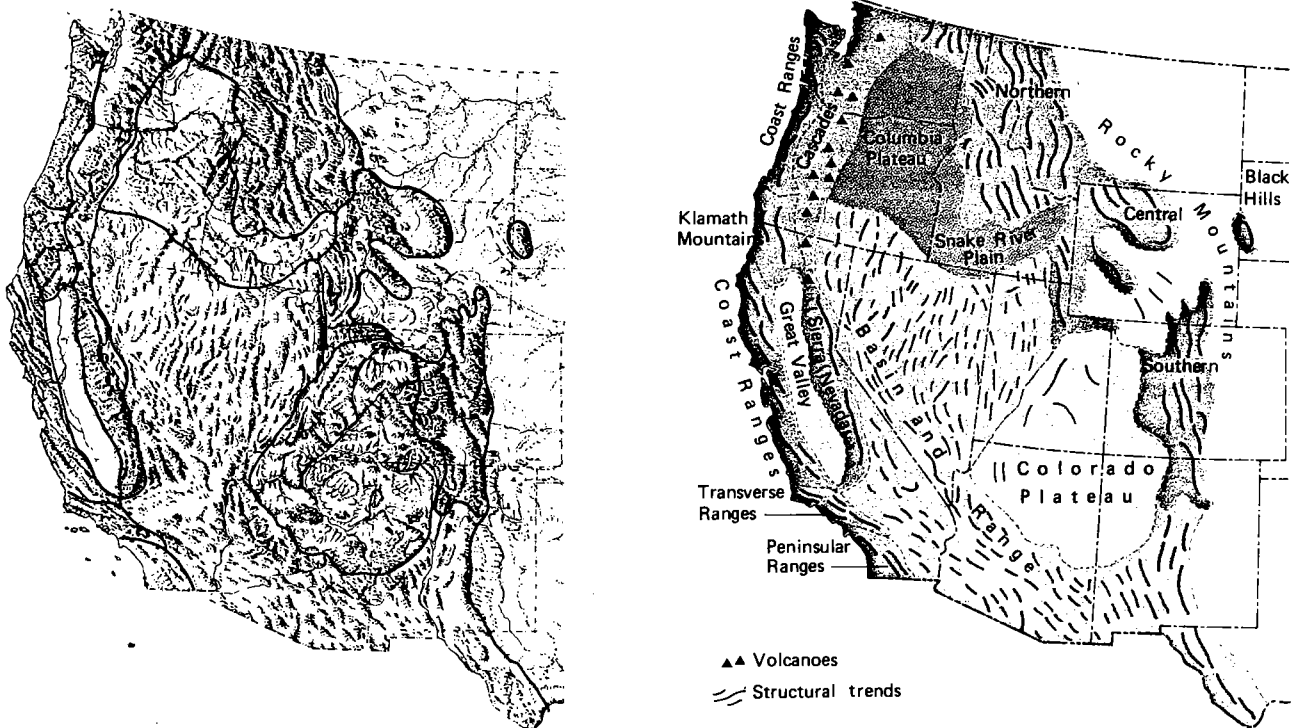 Coast Ranges
Cascades
Columbia
Plateau
Northern
Rocky Mountains
Black
Hills
Central
Klamath
Mountains
Snake River
Plain
Coast Ranges
Great Valley
Sierra Nevada
Basin and Range
Southern
Colorado
Plateau
Transverse
Ranges
Peninsular
Ranges
Volcanoes
Structural trends